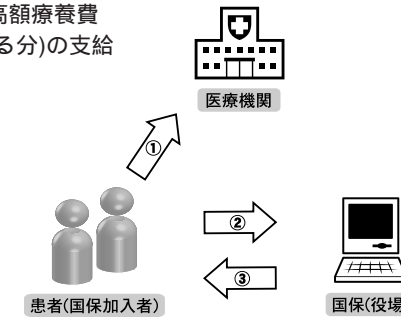 高額療養費
る分)の支給
医療機関
①
②
③
患者(国保加入者)
国保(役場